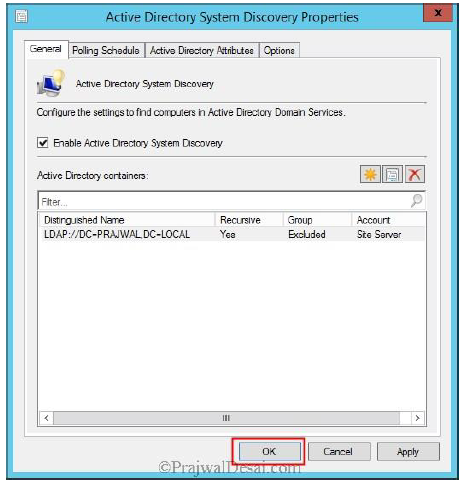 Active Directory System Discovery Properties
x
General Polling Schedule Active Directory Attributes Options
Active Directory System Discovery
Configure the settings to find computers in Active Directory Domain Services.
Enable Active Directory System Discovery
Active Directory containers:
Filter...
Distinguished Name Recursive Group Account
LDAP://DC=PRAJWAL,DC=LOCAL Yes Excluded Site Server
OK Cancel Apply
©PrajwalDesai.com